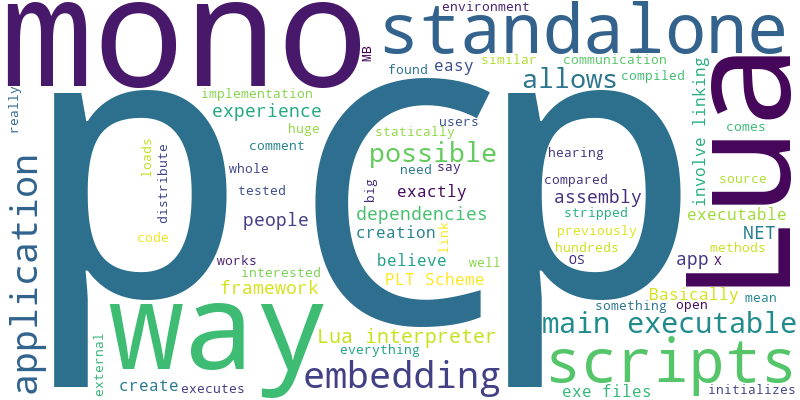 environment
mono
standalone
MB
found
easy
similar
communication
allows
compiled
Lua
implementation
really
experience
huge
users
statically
comment
possible
involve linking
comes
loads
distribute
pcp
whole
need
say
hearing
source
tested
big
exactly
compared
assembly
stripped
executable
people
dependencies
code
creation
link
previously
NET
hundreds
methods
works
believe
well
OS
app
x
interested
PLT Scheme
framework
Basically
mean
application
way
something
open
main executable
Lua interpreter
external
everything
scripts
embedding
create
executes
exe files
initializes